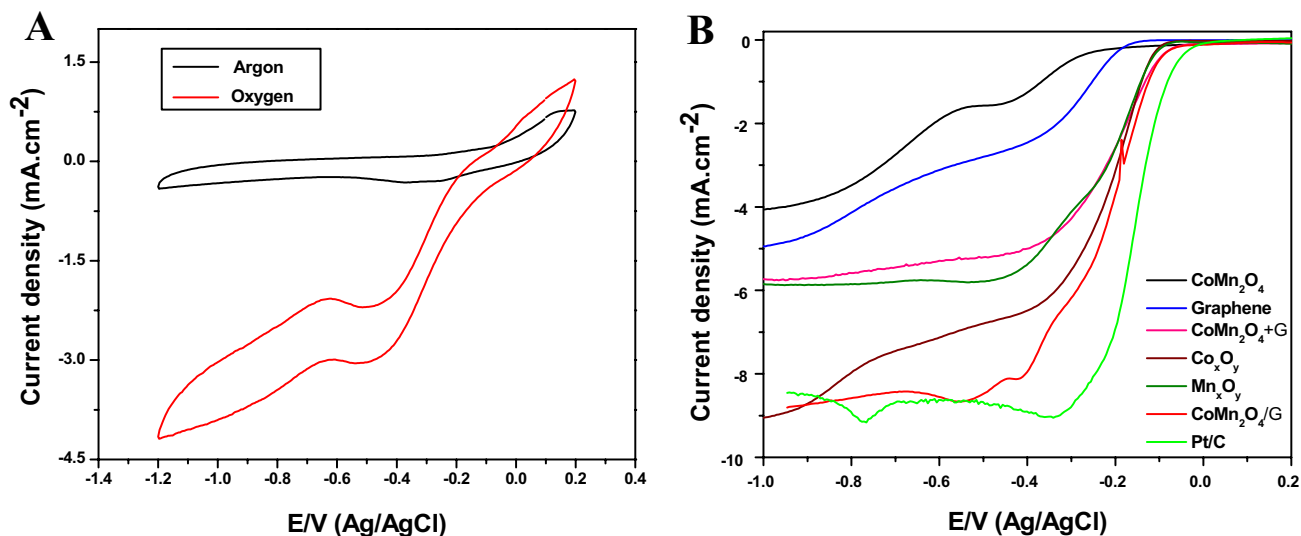 A
Current density (mA.cm⁻²)
1.5
0.0
-1.5
-3.0
-4.5
Argon
Oxygen
-1.4 -1.2 -1.0 -0.8 -0.6 -0.4 -0.2 0.0 0.2 0.4
E/V (Ag/AgCl)
B
Current density (mA.cm⁻²)
0
-2
-4
-6
-8
-10
CoMn₂O₄
Graphene
CoMn₂O₄+G
CoₓOᵧ
MnₓOᵧ
CoMn₂O₄/G
Pt/C
-1.0 -0.8 -0.6 -0.4 -0.2 0.0 0.2
E/V (Ag/AgCl)